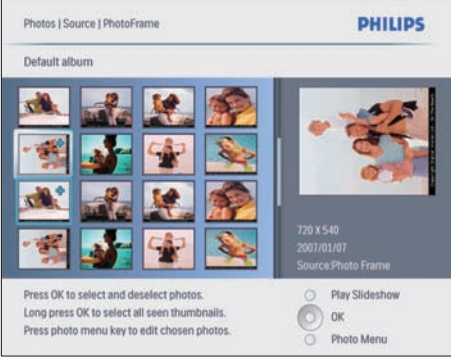 Photos | Source | PhotoFrame
PHILIPS
Default album
720 X 540
2007/01/07
Source:Photo Frame
Press OK to select and deselect photos.
Long press OK to select all seen thumbnails.
Press photo menu key to edit chosen photos.
Play Slideshow
OK
Photo Menu